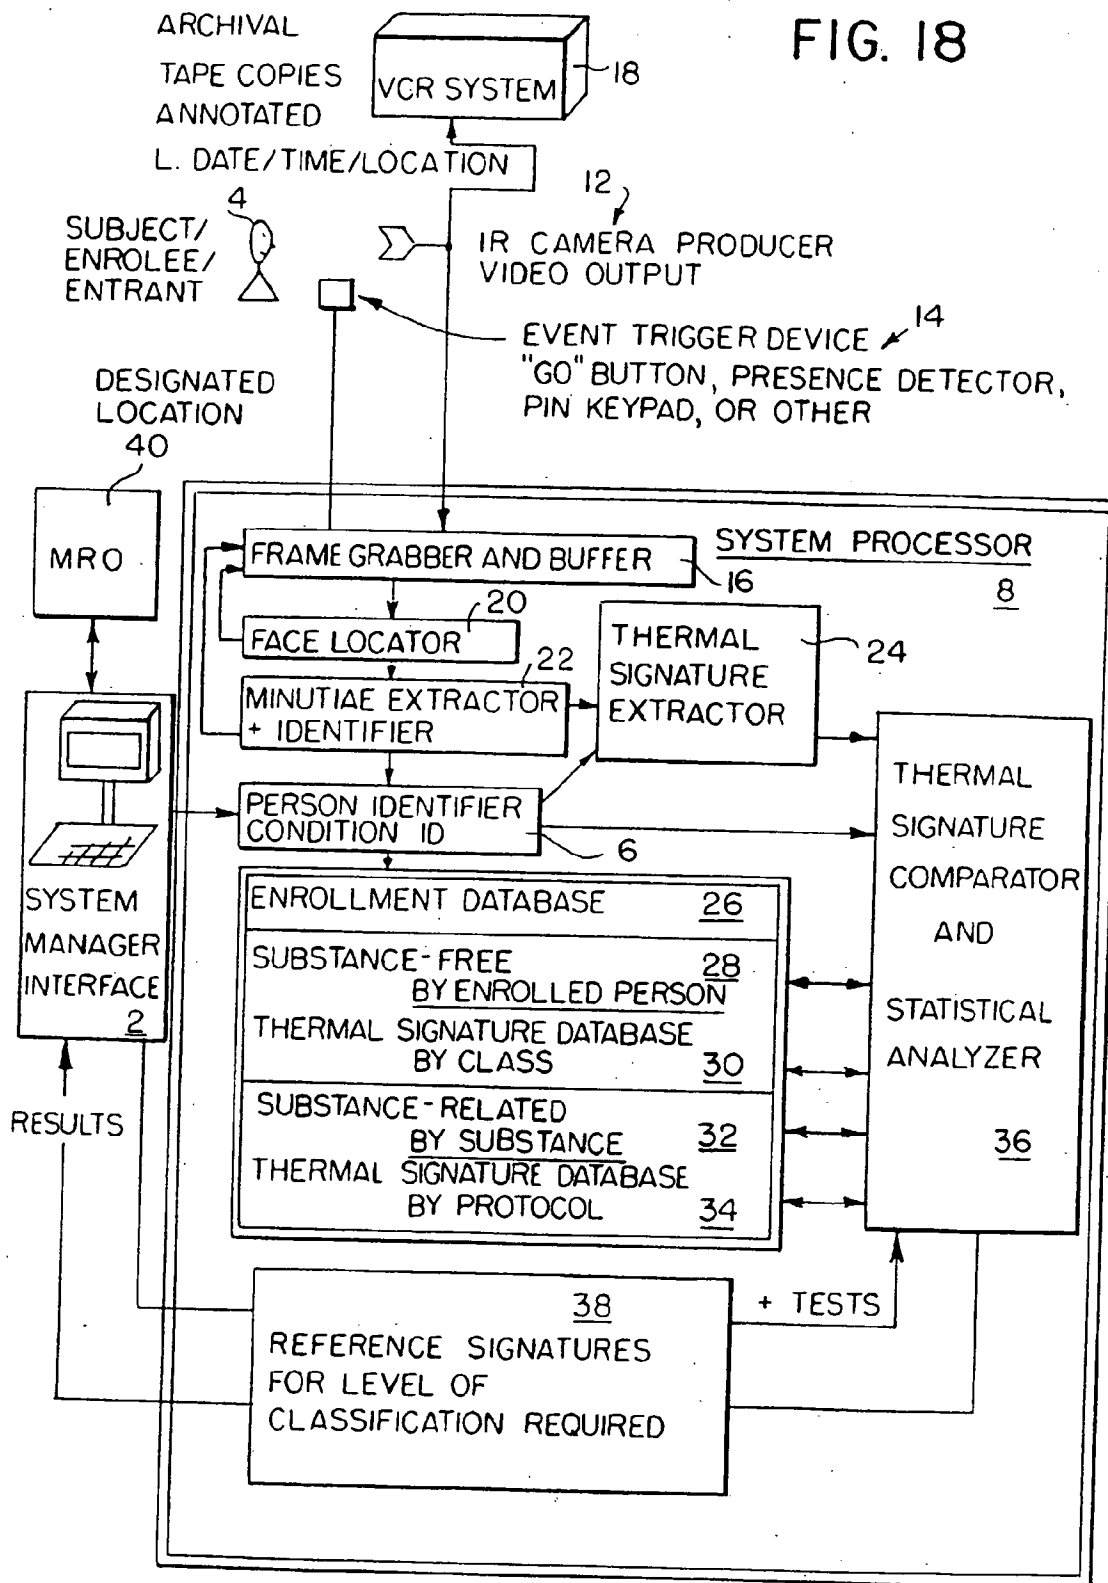 FIG. 18
ARCHIVAL
TAPE COPIES
ANNOTATED
L. DATE/TIME/LOCATION
VCR SYSTEM
18
12
IR CAMERA PRODUCER
VIDEO OUTPUT
4
SUBJECT/
ENROLEE/
ENTRANT
14
EVENT TRIGGER DEVICE
"GO" BUTTON, PRESENCE DETECTOR,
PIN KEYPAD, OR OTHER
DESIGNATED
LOCATION
40
MRO
SYSTEM PROCESSOR
8
FRAME GRABBER AND BUFFER
16
20
FACE LOCATOR
22
MINUTIAE EXTRACTOR
+ IDENTIFIER
THERMAL
SIGNATURE
EXTRACTOR
24
PERSON IDENTIFIER
CONDITION ID
6
SYSTEM
MANAGER
INTERFACE
2
ENROLLMENT DATABASE 26
SUBSTANCE-FREE 28
BY ENROLLED PERSON
THERMAL SIGNATURE DATABASE
BY CLASS 30
SUBSTANCE-RELATED
BY SUBSTANCE 32
THERMAL SIGNATURE DATABASE
BY PROTOCOL 34
THERMAL
SIGNATURE
COMPARATOR
AND
STATISTICAL
ANALYZER
36
RESULTS
38
REFERENCE SIGNATURES
FOR LEVEL OF
CLASSIFICATION REQUIRED
+ TESTS